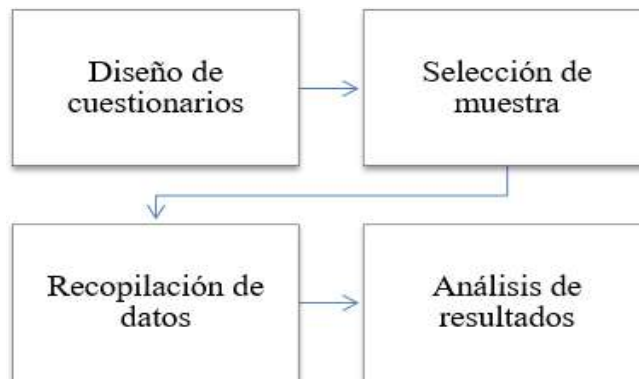 Diseño de
cuestionarios
Selección de
muestra
Recopilación de
datos
Análisis de
resultados